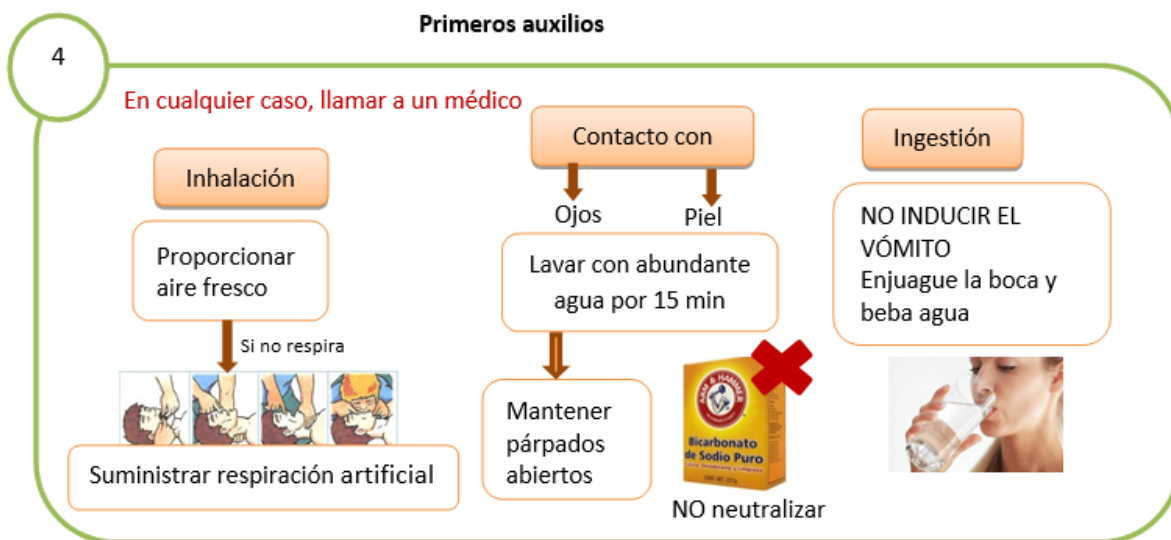 Primeros auxilios
4
En cualquier caso, llamar a un médico
Inhalación
Proporcionar
aire fresco
Si no respira
Suministrar respiración artificial
Contacto con
Ojos
Piel
Lavar con abundante
agua por 15 min
Mantener
párpados
abiertos
ARM & HAMMER
Bicarbonato
de Sodio Puro
NO neutralizar
Ingestión
NO INDUCIR EL
VÓMITO
Enjuague la boca y
beba agua